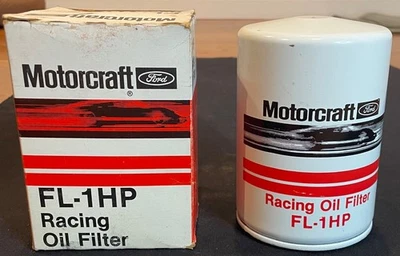 Motorcraft Ford
®
FL-1HP
Racing
Oil Filter
Motorcraft Ford
Racing Oil Filter
FL-1HP